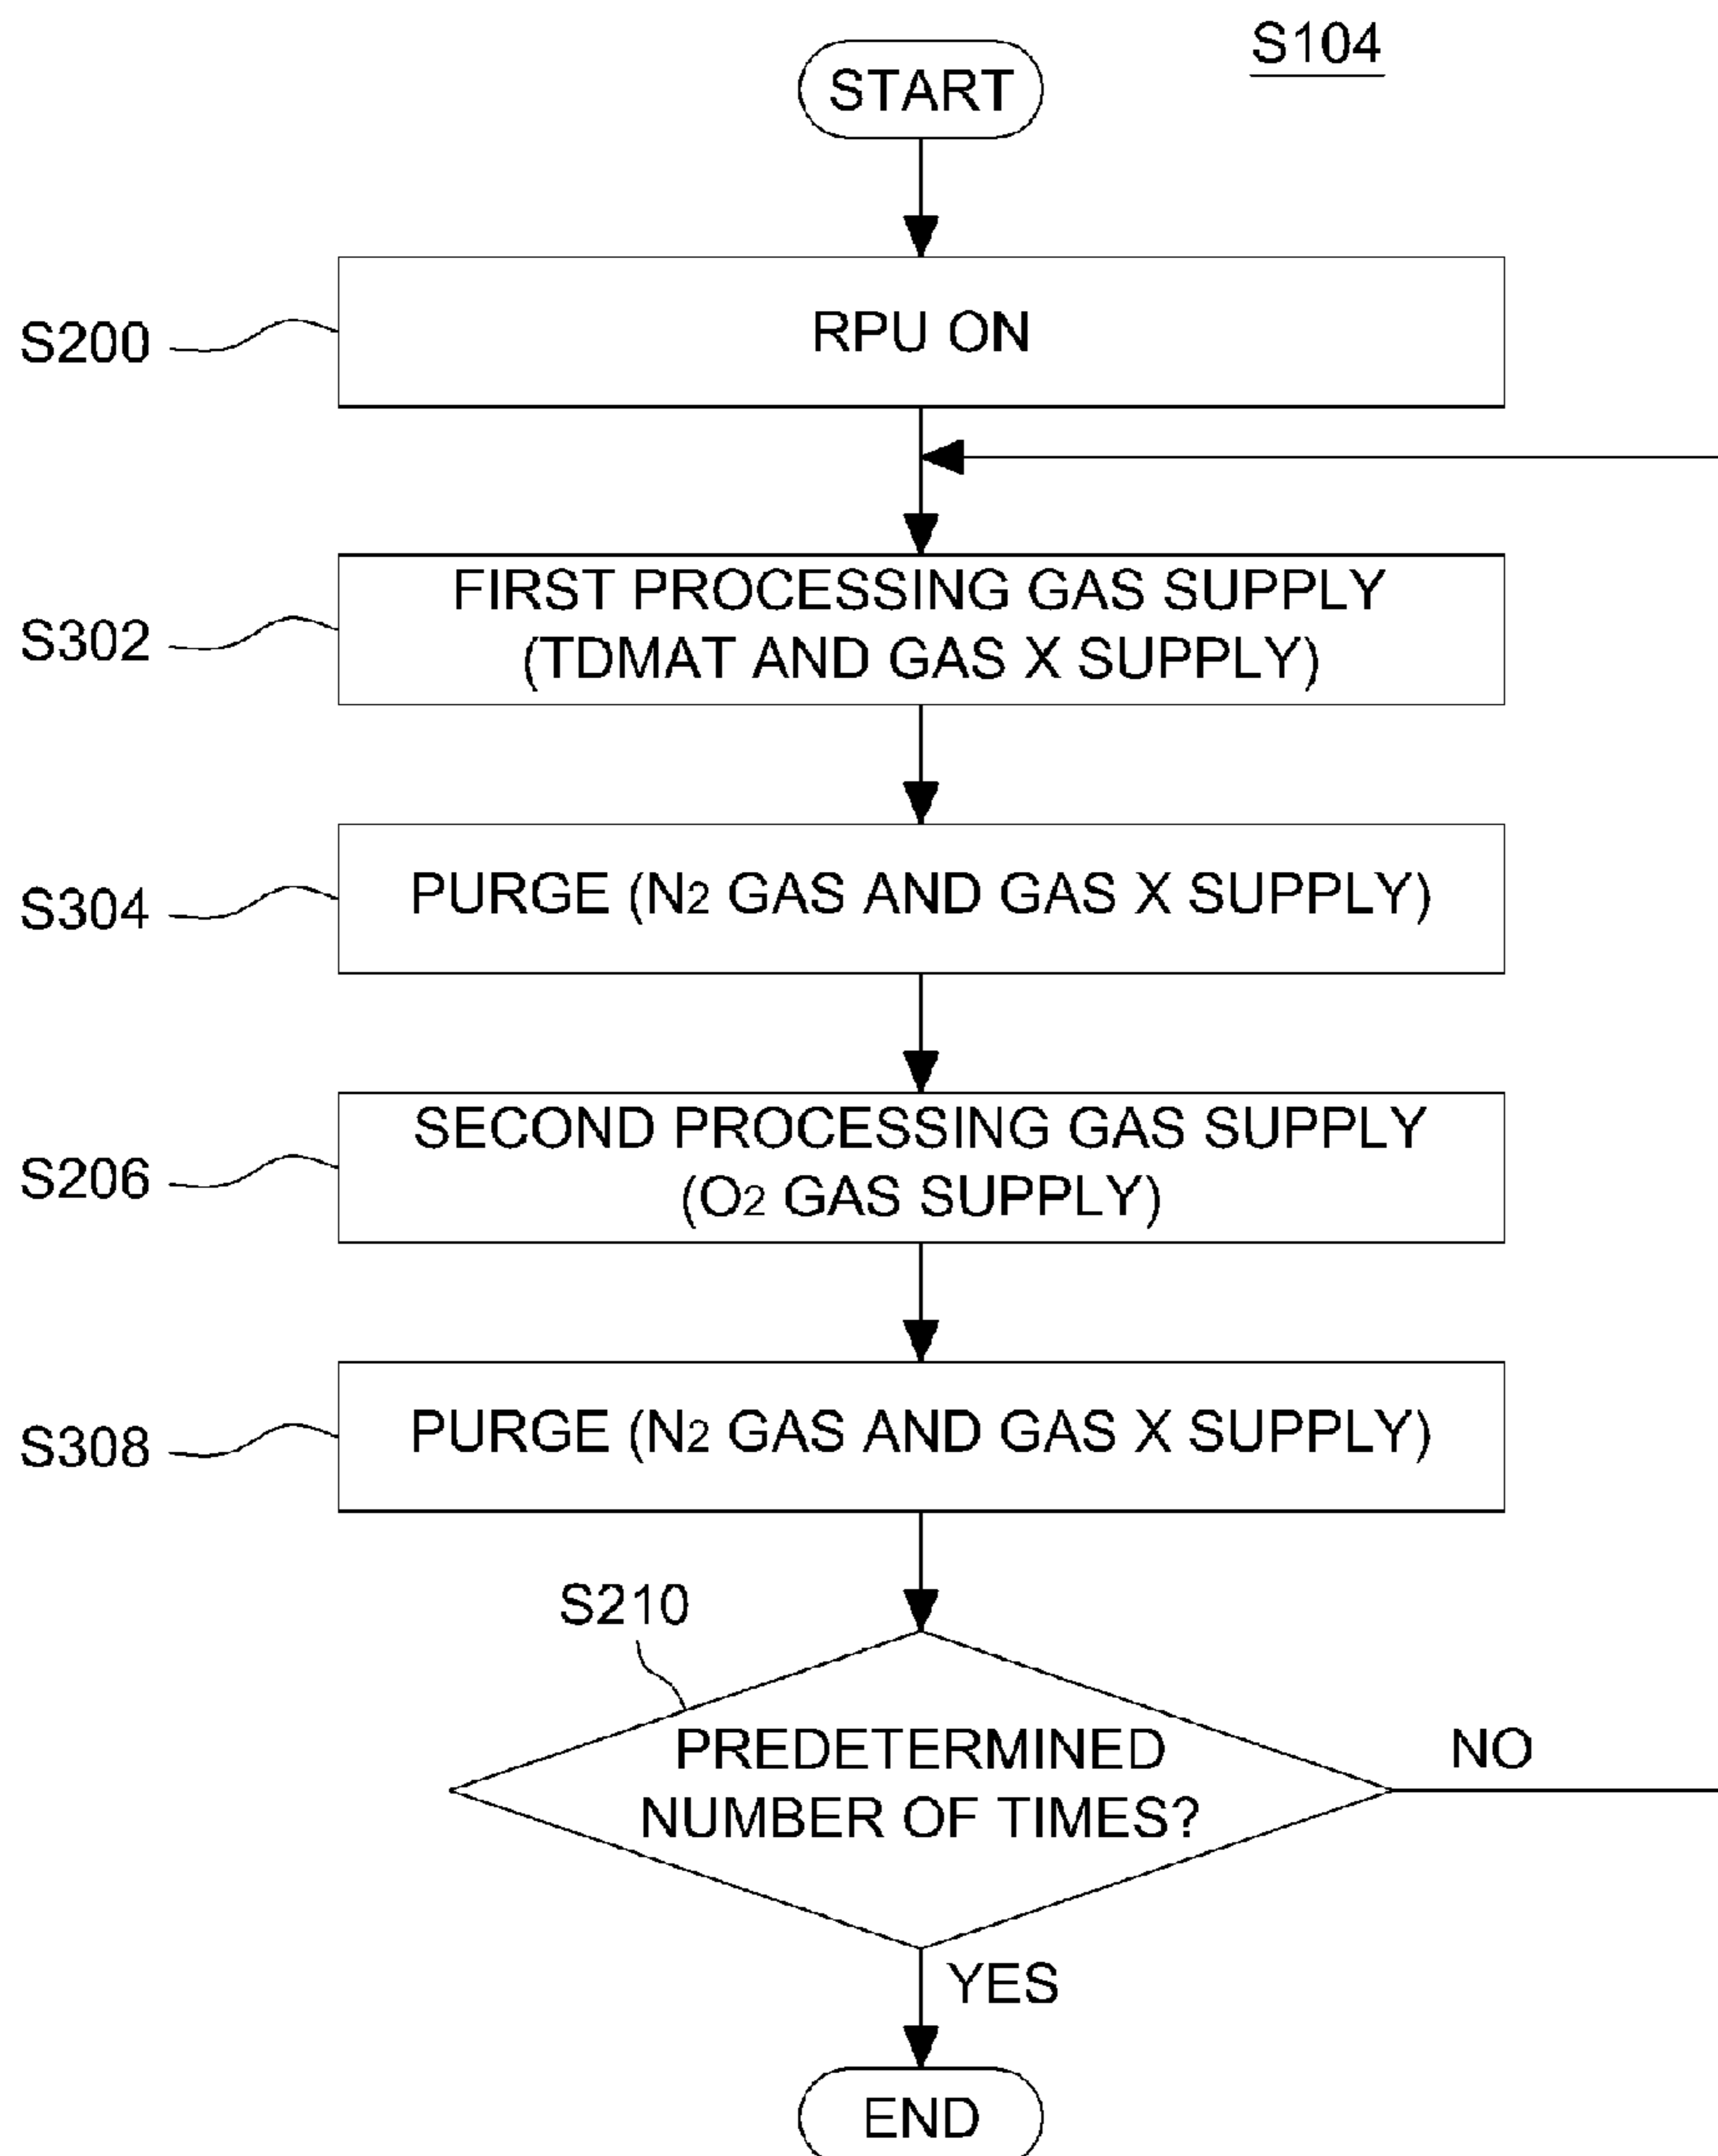 S104
START
S200
RPU ON
S302
FIRST PROCESSING GAS SUPPLY
(TDMAT AND GAS X SUPPLY)
S304
PURGE (N2 GAS AND GAS X SUPPLY)
S206
SECOND PROCESSING GAS SUPPLY
(O2 GAS SUPPLY)
S308
PURGE (N2 GAS AND GAS X SUPPLY)
S210
PREDETERMINED
NUMBER OF TIMES?
NO
YES
END